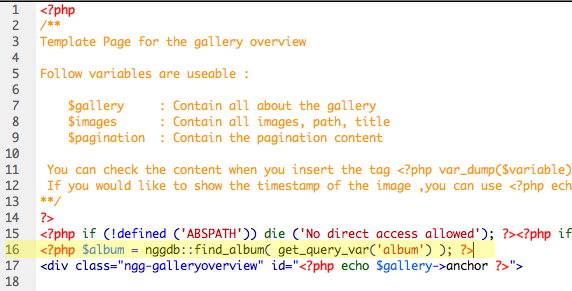 1 <?php
2 /**
3 Template Page for the gallery overview
4
5 Follow variables are useable :
6
7 $gallery : Contain all about the gallery
8 $images : Contain all images, path, title
9 $pagination : Contain the pagination content
10
11 You can check the content when you insert the tag <?php var_dump($variable)
12 If you would like to show the timestamp of the image ,you can use <?php ech
13 **/
14 ?>
15 <?php if (!defined ('ABSPATH')) die ('No direct access allowed'); ?><?php if
16 <?php $album = nggdb::find_album( get_query_var('album') ); ?>
17 <div class="ngg-galleryoverview" id="<?php echo $gallery->anchor ?>">
18